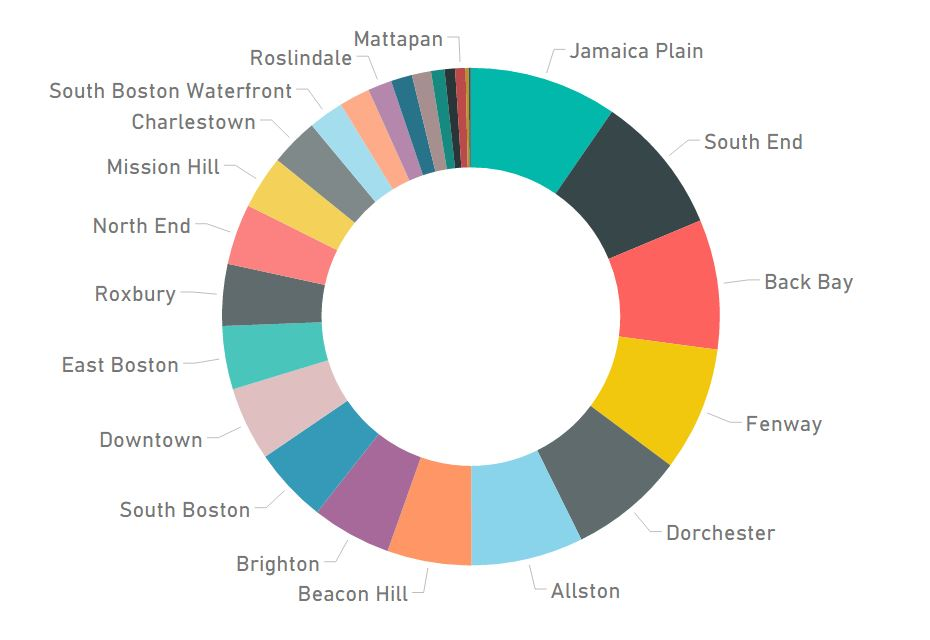 Mattapan
Jamaica Plain
Roslindale
South Boston Waterfront
Charlestown
South End
Mission Hill
North End
Back Bay
Roxbury
East Boston
Fenway
Downtown
South Boston
Dorchester
Brighton
Allston
Beacon Hill